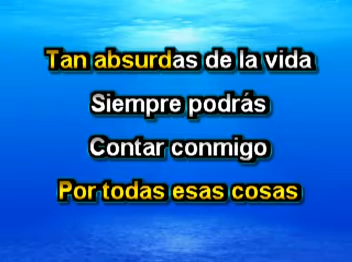 Tan absurdas de la vida
Siempre podrás
Contar conmigo
Por todas esas cosas